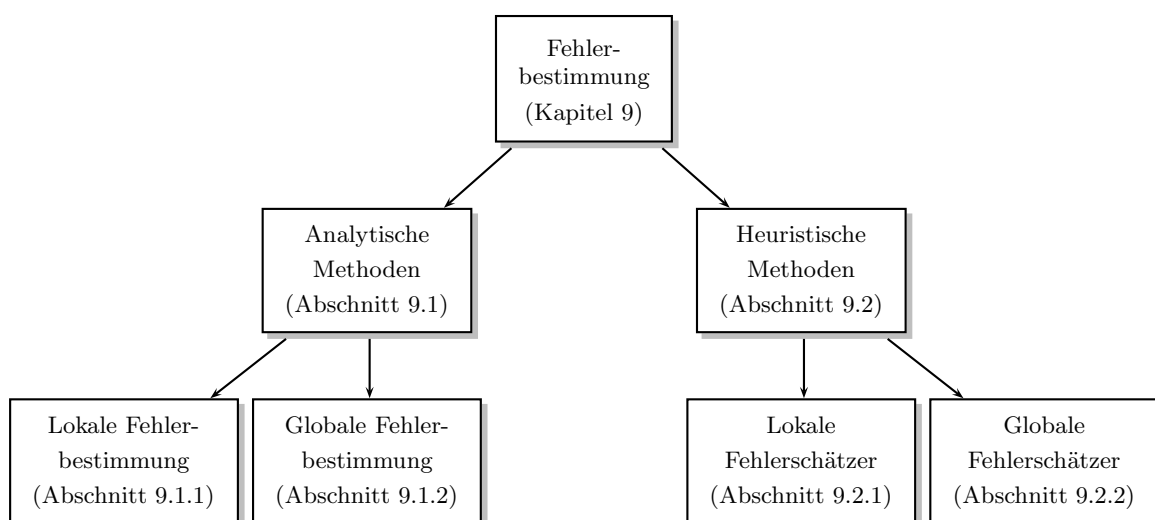 Fehler-
bestimmung
(Kapitel 9)
Analytische
Methoden
(Abschnitt 9.1)
Heuristische
Methoden
(Abschnitt 9.2)
Lokale Fehler-
bestimmung
(Abschnitt 9.1.1)
Globale Fehler-
bestimmung
(Abschnitt 9.1.2)
Lokale
Fehlerschätzer
(Abschnitt 9.2.1)
Globale
Fehlerschätzer
(Abschnitt 9.2.2)